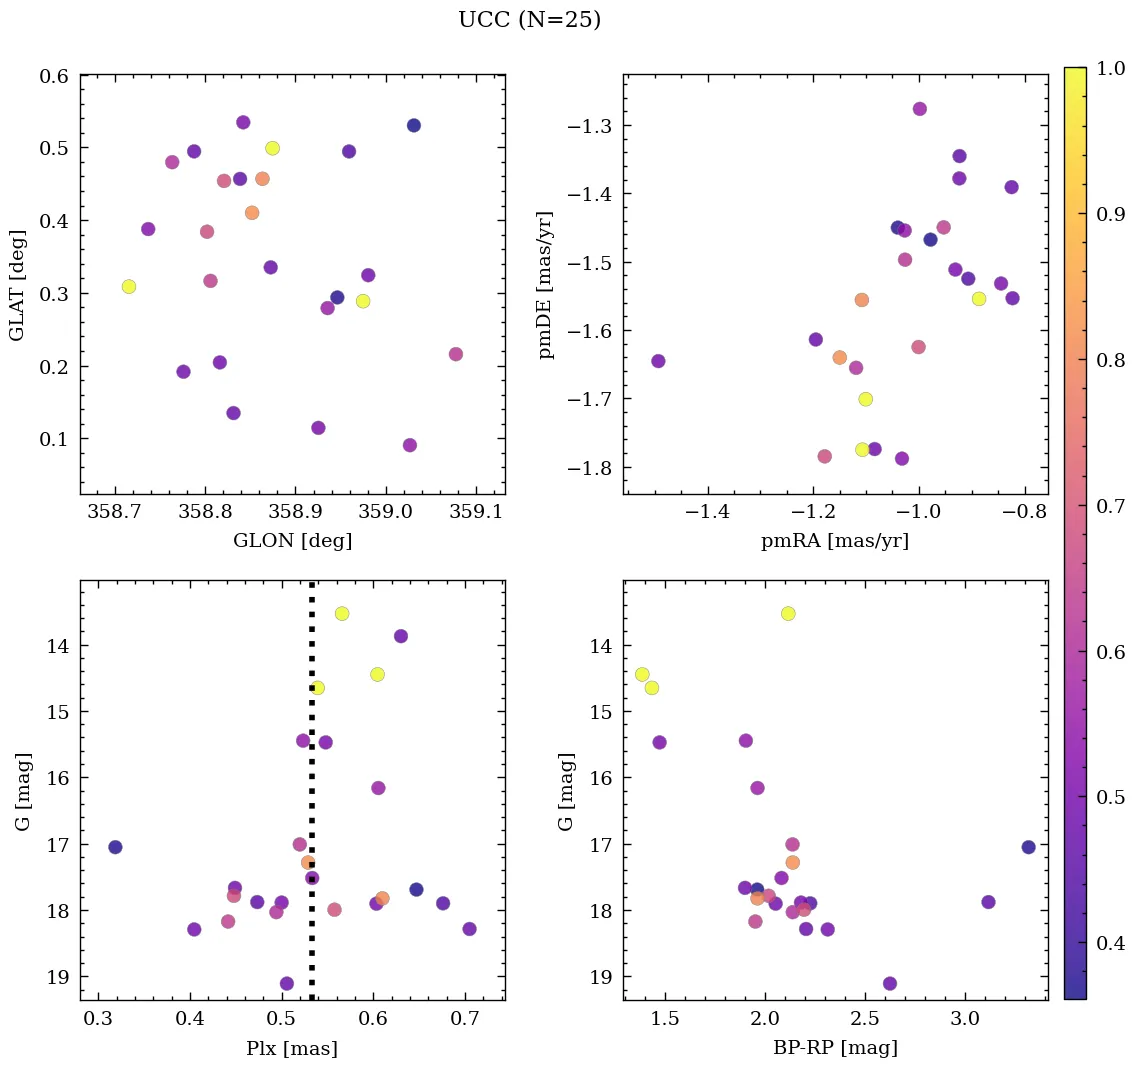 UCC (N=25)
0.6
0.5
0.4
0.3
0.2
0.1
GLAT [deg]
358.7 358.8 358.9 359.0 359.1
GLON [deg]
−1.3
−1.4
−1.5
−1.6
−1.7
−1.8
pmDE [mas/yr]
−1.4 −1.2 −1.0 −0.8
pmRA [mas/yr]
14
15
16
17
18
19
G [mag]
0.3 0.4 0.5 0.6 0.7
Plx [mas]
14
15
16
17
18
19
G [mag]
1.5 2.0 2.5 3.0
BP-RP [mag]
1.0
0.9
0.8
0.7
0.6
0.5
0.4